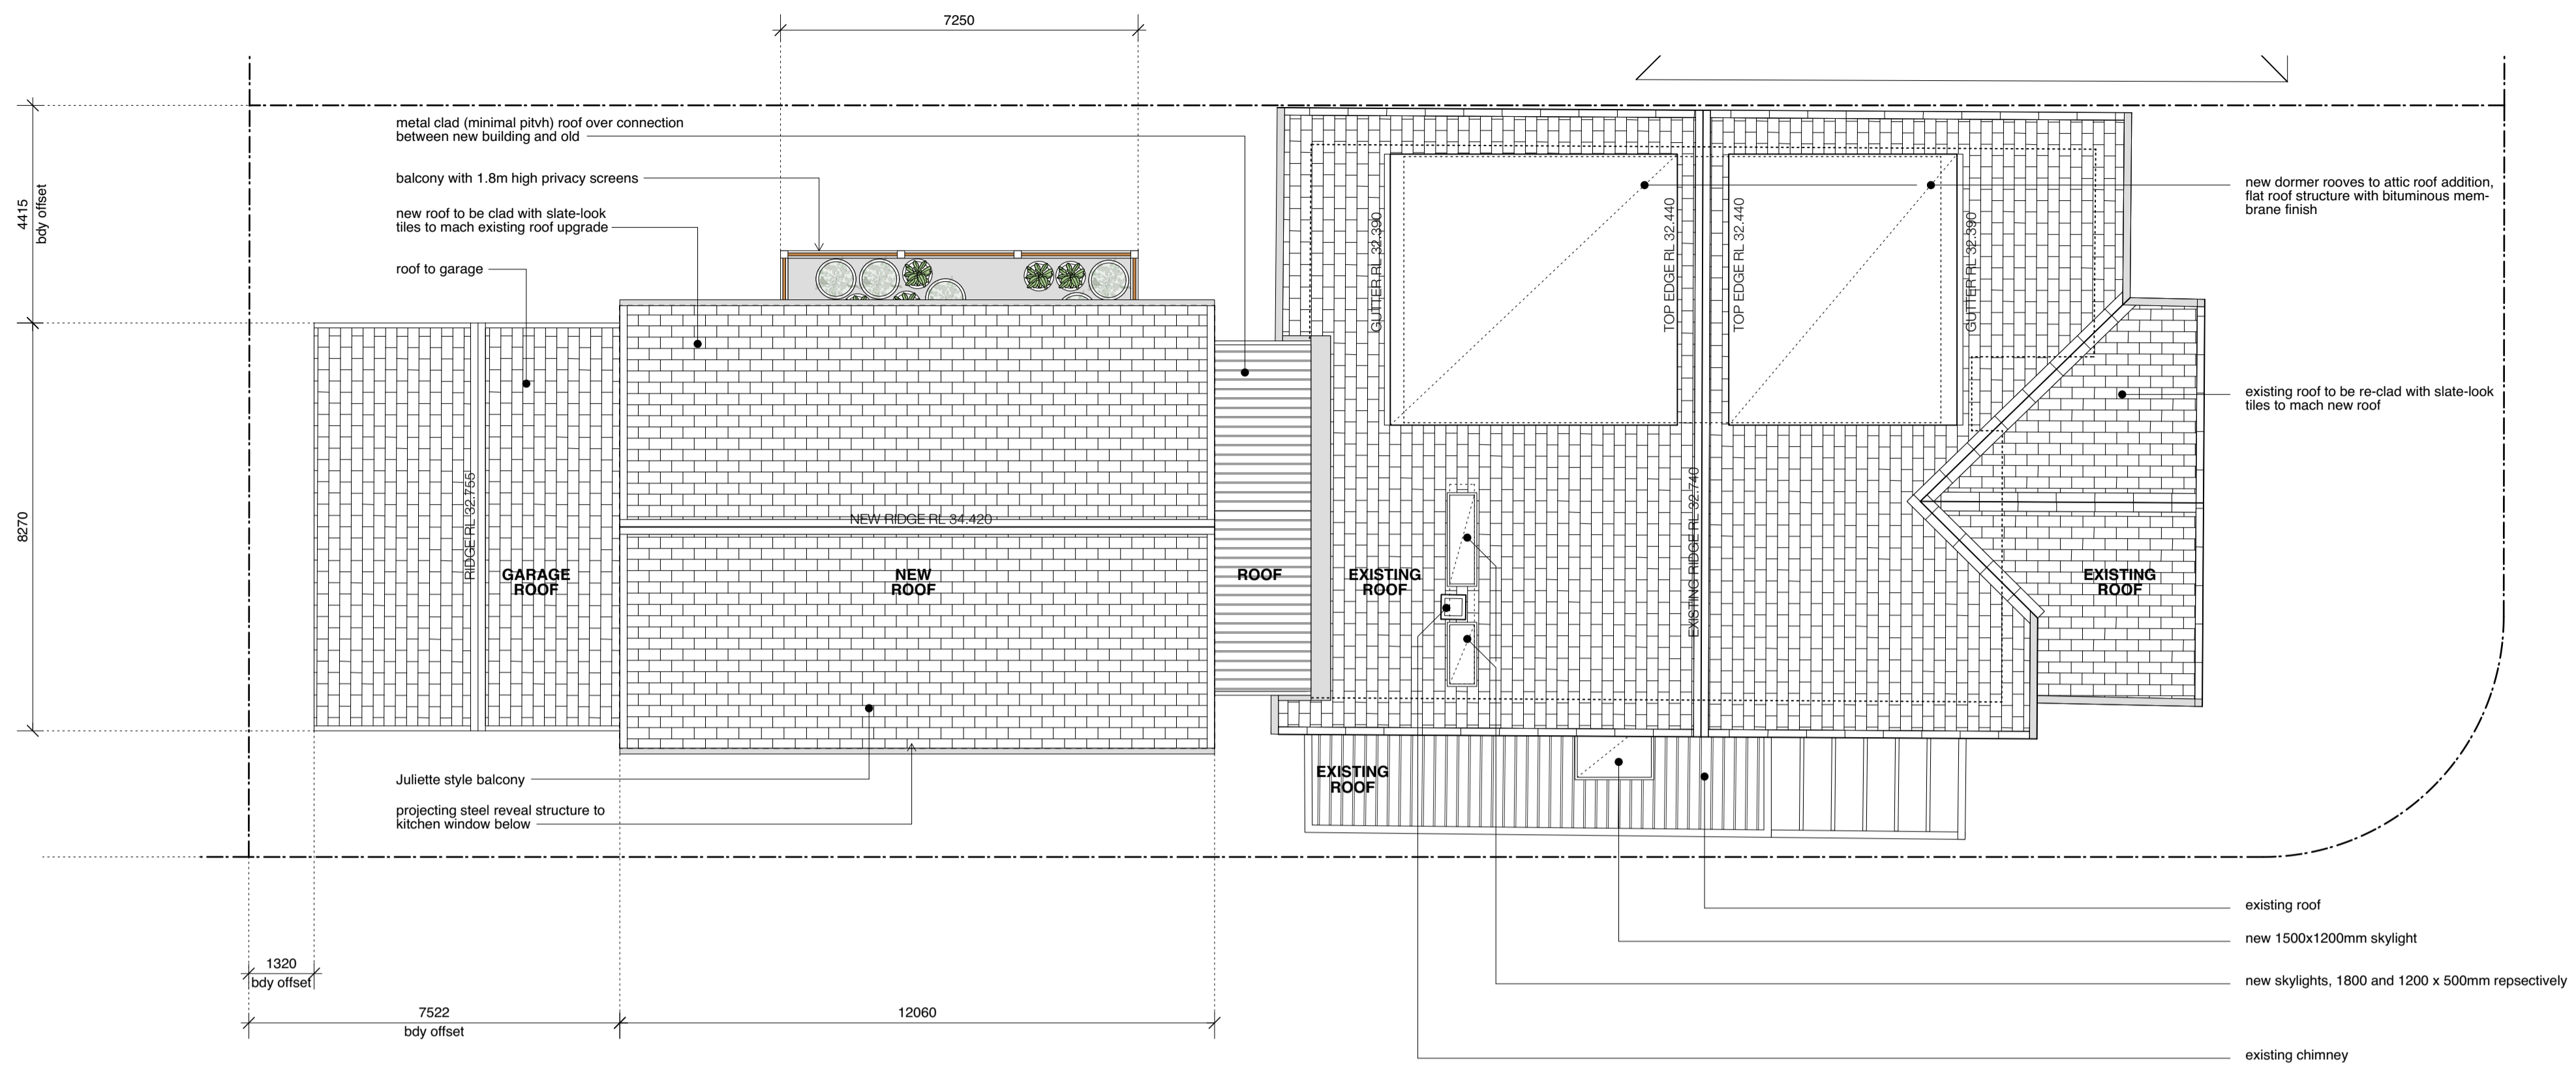 7250
metal clad (minimal pitvh) roof over connection
between new building and old
balcony with 1.8m high privacy screens
new roof to be clad with slate-look
tiles to mach existing roof upgrade
roof to garage
4415
bdy offset
8270
RIDGE RL 32.755
GARAGE
ROOF
NEW RIDGE RL 34.420
NEW
ROOF
ROOF
GUTTER RL 32.390
TOP EDGE RL 32.440
TOP EDGE RL 32.440
GUTTER RL 32.390
EXISTING RIDGE RL 32.740
EXISTING
ROOF
EXISTING
ROOF
EXISTING
ROOF
new dormer rooves to attic roof addition,
flat roof structure with bituminous mem-
brane finish
existing roof to be re-clad with slate-look
tiles to mach new roof
Juliette style balcony
projecting steel reveal structure to
kitchen window below
existing roof
new 1500x1200mm skylight
new skylights, 1800 and 1200 x 500mm repsectively
existing chimney
1320
bdy offset
7522
bdy offset
12060